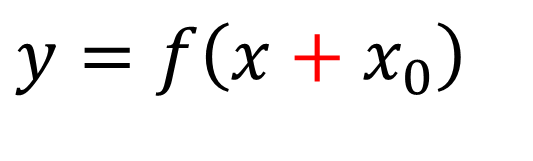 y = f(x + x₀)